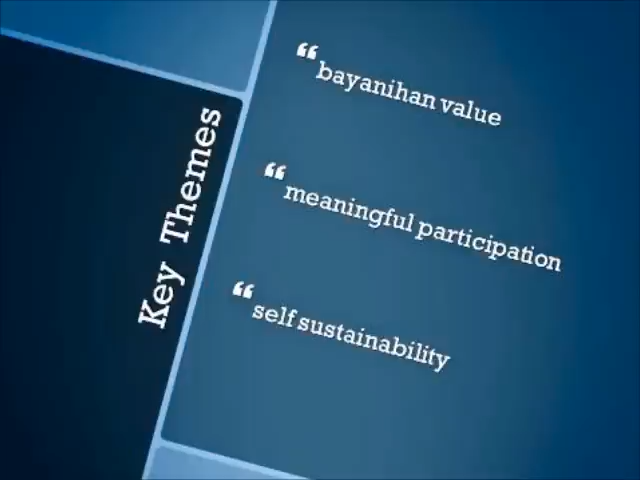 Key Themes
“bayanihan value
“meaningful participation
“self sustainability